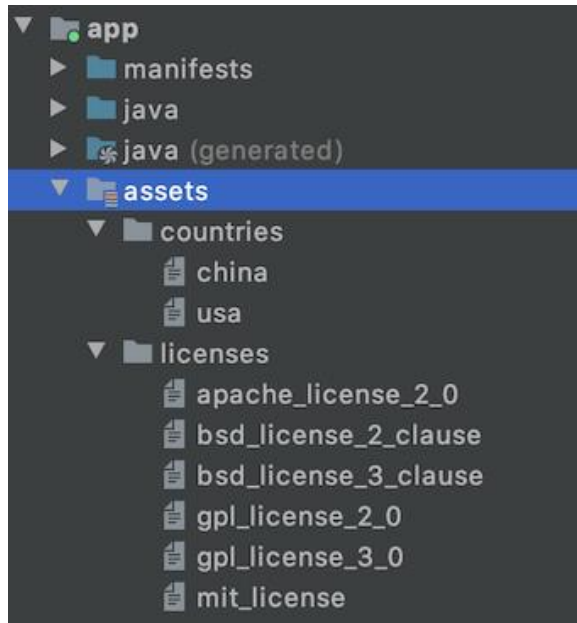 app
manifests
java
java (generated)
assets
countries
china
usa
licenses
apache_license_2_0
bsd_license_2_clause
bsd_license_3_clause
gpl_license_2_0
gpl_license_3_0
mit_license